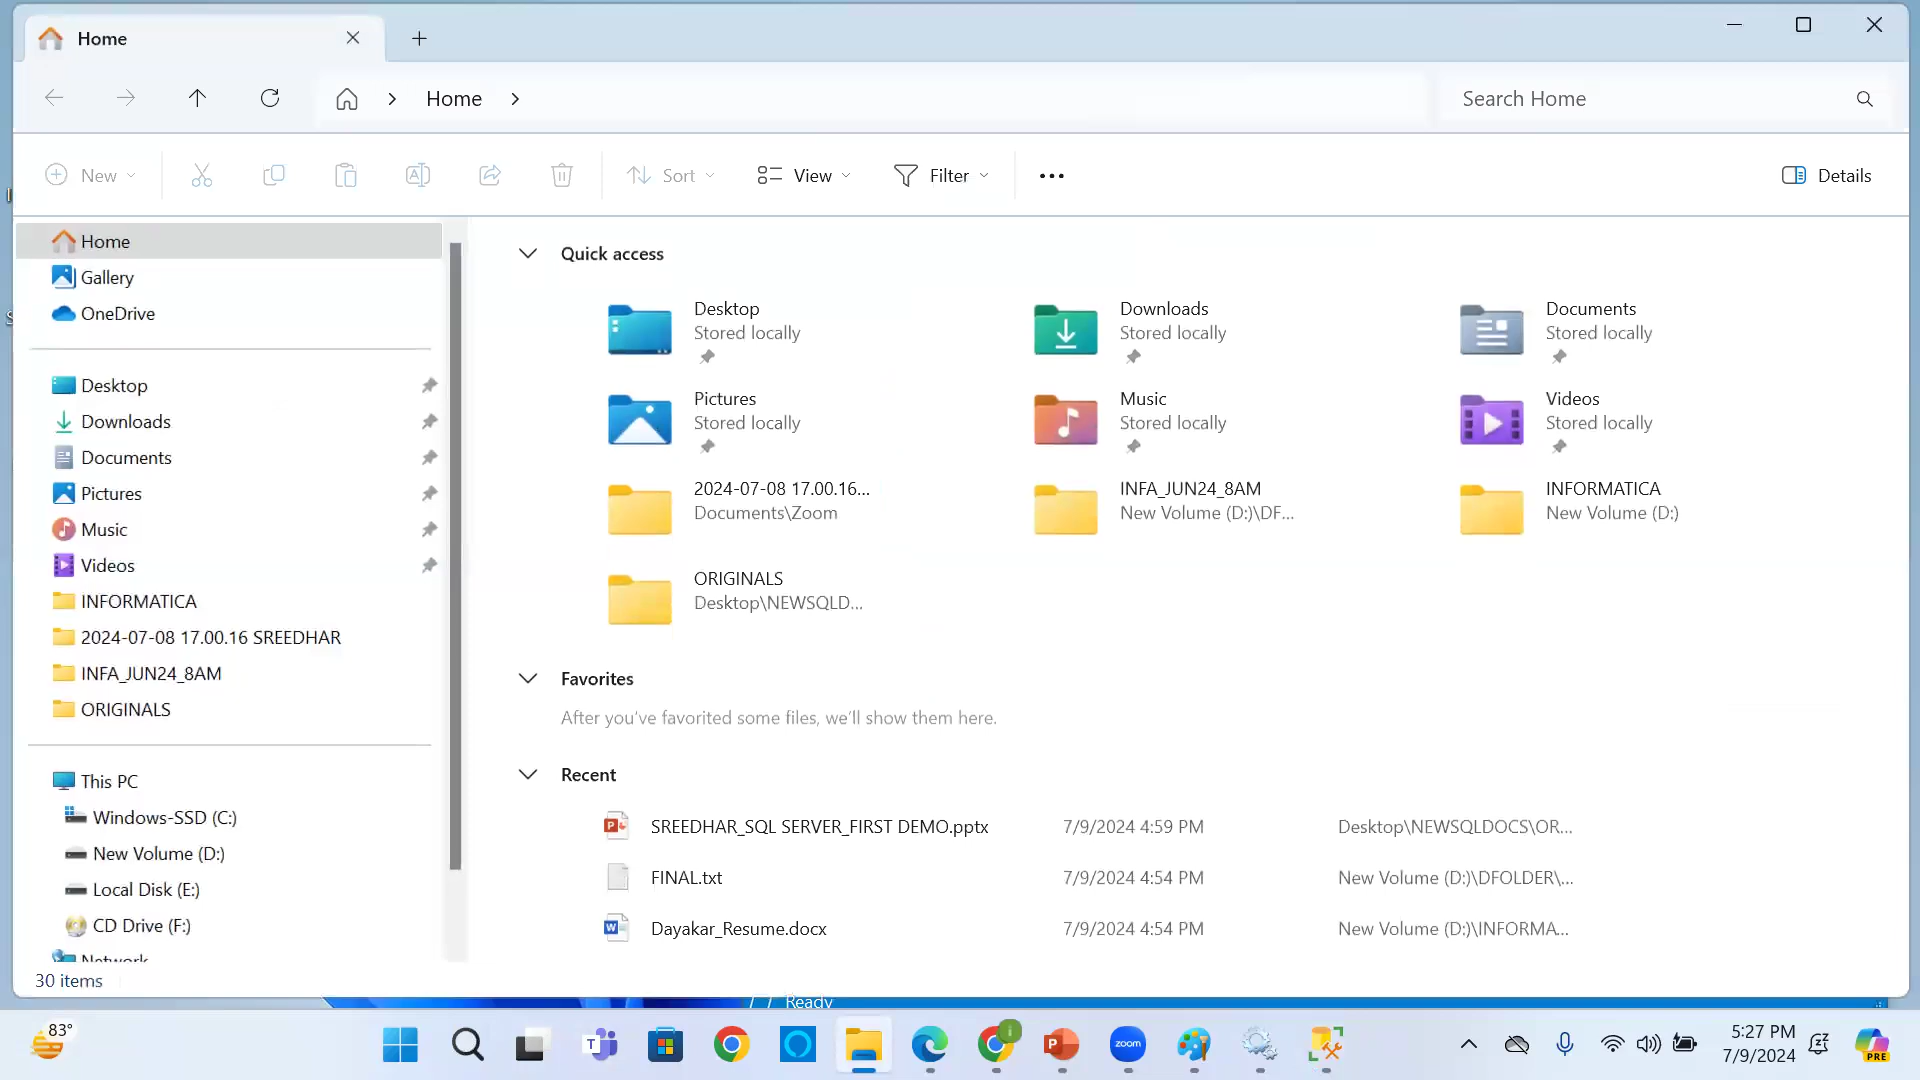 Home
Home
Search Home
New
Sort
View
Filter
Details
Home
Gallery
OneDrive
Desktop
Downloads
Documents
Pictures
Music
Videos
INFORMATICA
2024-07-08 17.00.16 SREEDHAR
INFA_JUN24_8AM
ORIGINALS
This PC
Windows-SSD (C:)
New Volume (D:)
Local Disk (E:)
CD Drive (F:)
Network
30 items
Quick access
Desktop
Stored locally
Downloads
Stored locally
Documents
Stored locally
Pictures
Stored locally
Music
Stored locally
Videos
Stored locally
2024-07-08 17.00.16...
Documents\Zoom
INFA_JUN24_8AM
New Volume (D:)\DF...
INFORMATICA
New Volume (D:)
ORIGINALS
Desktop\NEWSQLD...
Favorites
After you've favorited some files, we'll show them here.
Recent
SREEDHAR_SQL SERVER_FIRST DEMO.pptx 7/9/2024 4:59 PM Desktop\NEWSQLDOCS\OR...
FINAL.txt 7/9/2024 4:54 PM New Volume (D:)\DFOLDER\...
Dayakar_Resume.docx 7/9/2024 4:54 PM New Volume (D:)\INFORMA...
Ready
83°
zoom
5:27 PM
7/9/2024
PRE